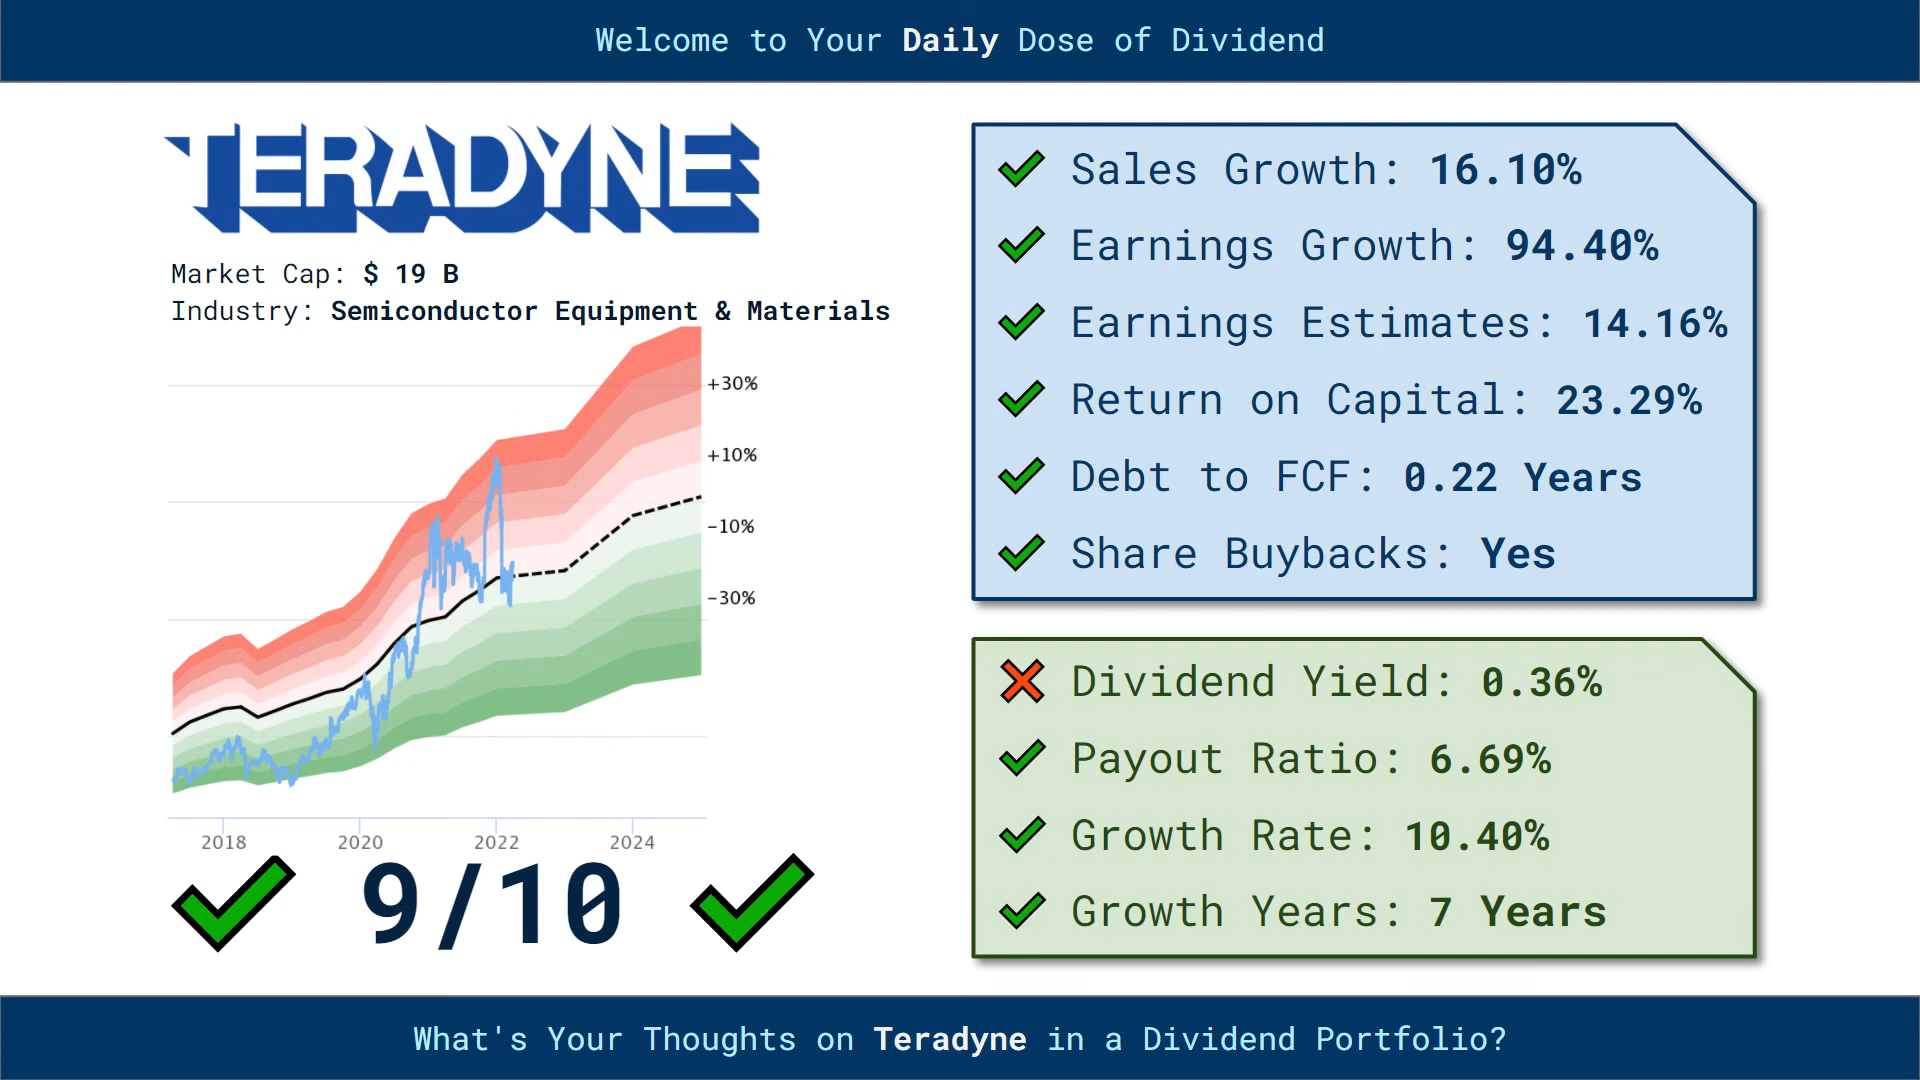 Welcome to Your Daily Dose of Dividend
TERADYNE
Market Cap: $ 19 B
Industry: Semiconductor Equipment & Materials
+30%
+10%
-10%
-30%
2018 2020 2022 2024
9/10
Sales Growth: 16.10%
Earnings Growth: 94.40%
Earnings Estimates: 14.16%
Return on Capital: 23.29%
Debt to FCF: 0.22 Years
Share Buybacks: Yes
Dividend Yield: 0.36%
Payout Ratio: 6.69%
Growth Rate: 10.40%
Growth Years: 7 Years
What's Your Thoughts on Teradyne in a Dividend Portfolio?